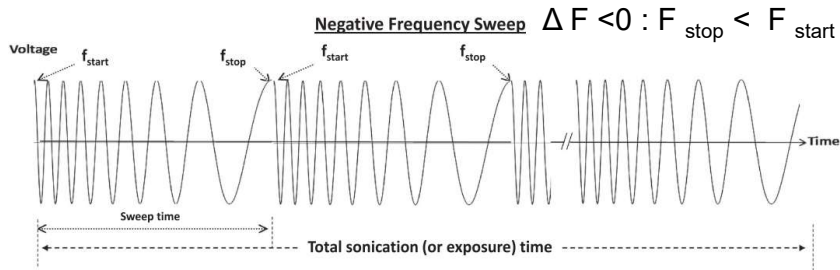 Negative Frequency Sweep Δ F <0 : F stop < F start
Voltage
f start
f stop
f start
f stop
Time
Sweep time
Total sonication (or exposure) time